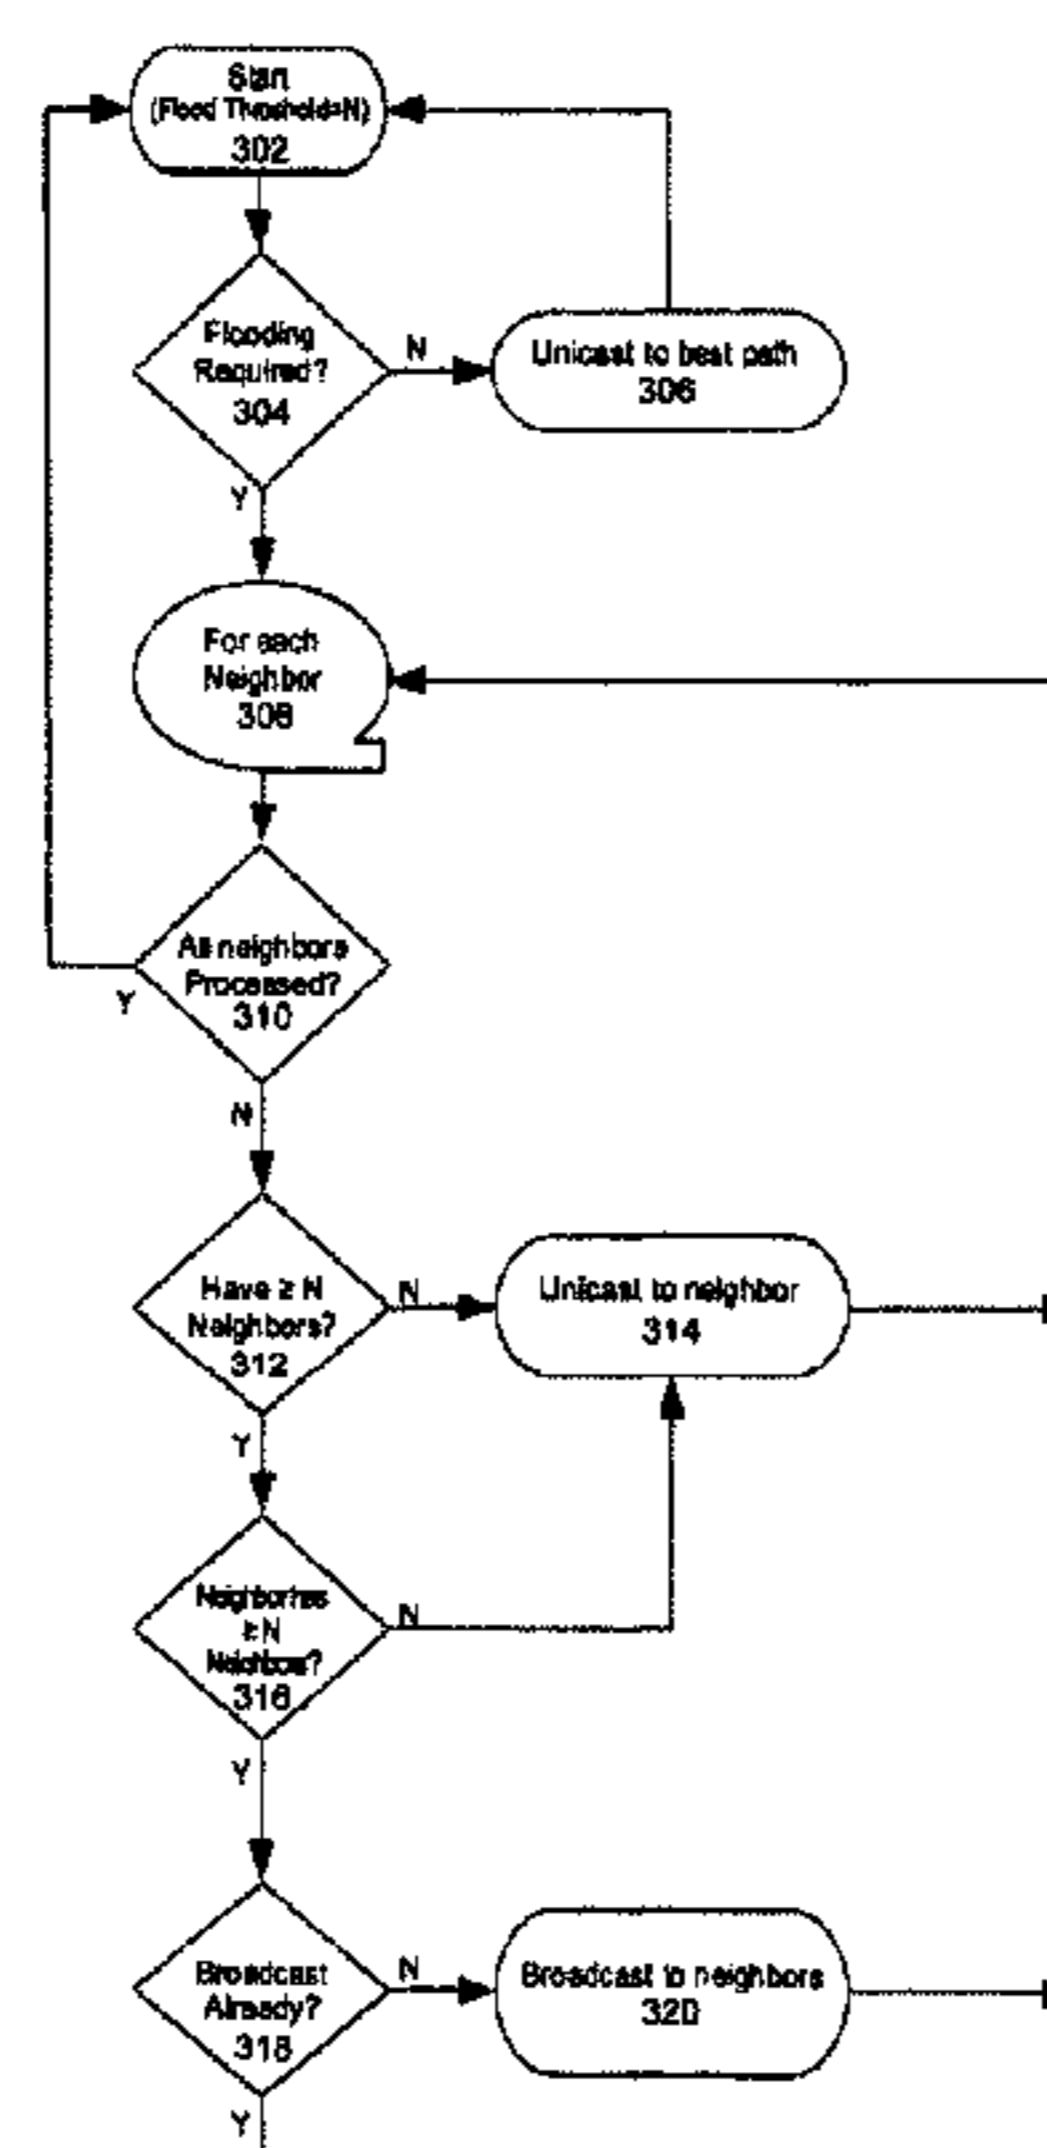 Start
(Flood Threshold=N)
302
Flooding
Required?
304
N
Unicast to best path
306
Y
For each
Neighbor
308
All neighbors
Processed?
310
Y
N
Have ≥ N
Neighbors?
312
N
Unicast to neighbor
314
Y
Neighbor has
≥ N
Neighbors?
316
N
Y
Broadcast
Already?
318
N
Broadcast to neighbors
320
Y